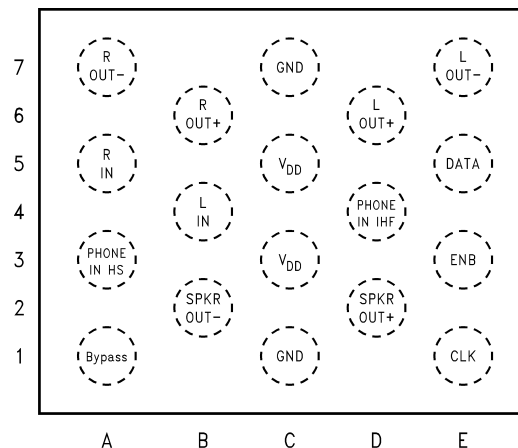 7
R
OUT-
GND
L
OUT-
6
R
OUT+
L
OUT+
5
R
IN
VDD
DATA
4
L
IN
PHONE
IN IHF
3
PHONE
IN HS
VDD
ENB
2
SPKR
OUT-
SPKR
OUT+
1
Bypass
GND
CLK
A B C D E